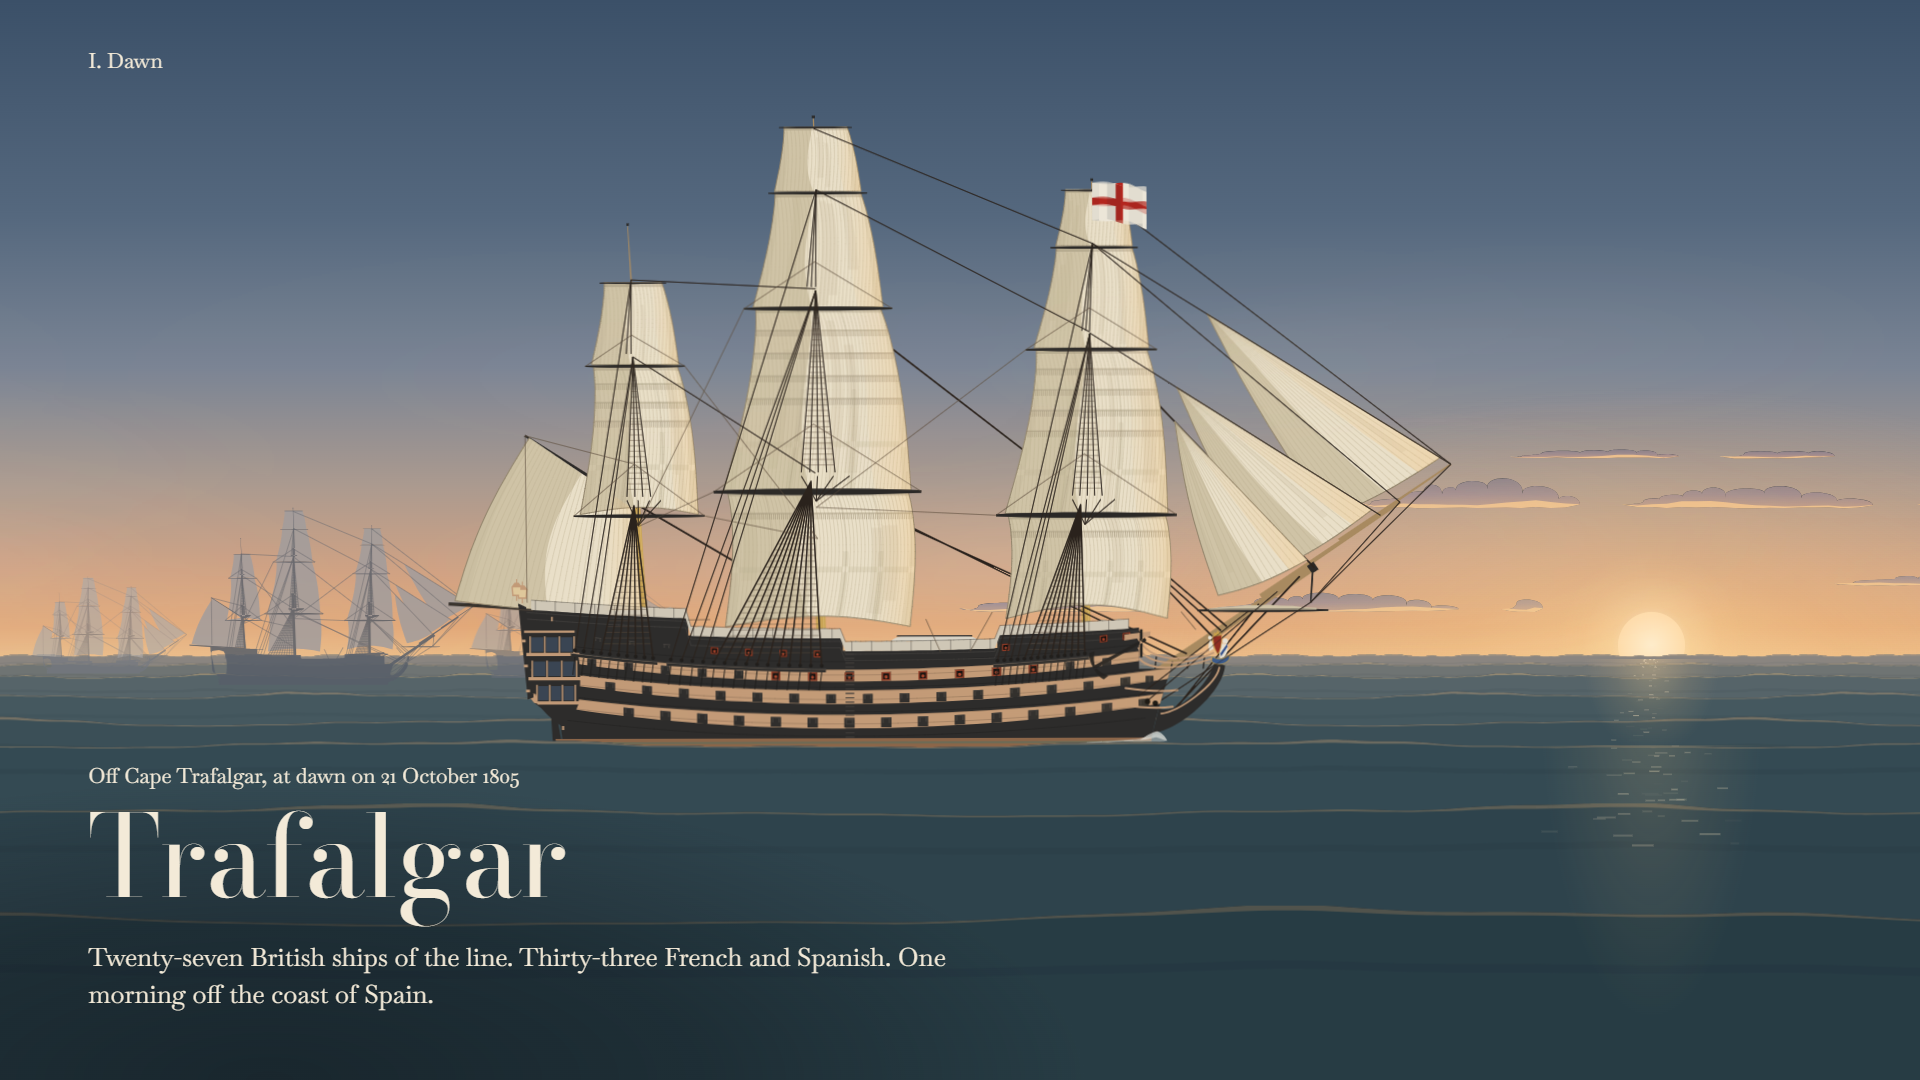 I. Dawn
Off Cape Trafalgar, at dawn on 21 October 1805
Trafalgar
Twenty-seven British ships of the line. Thirty-three French and Spanish. One
morning off the coast of Spain.